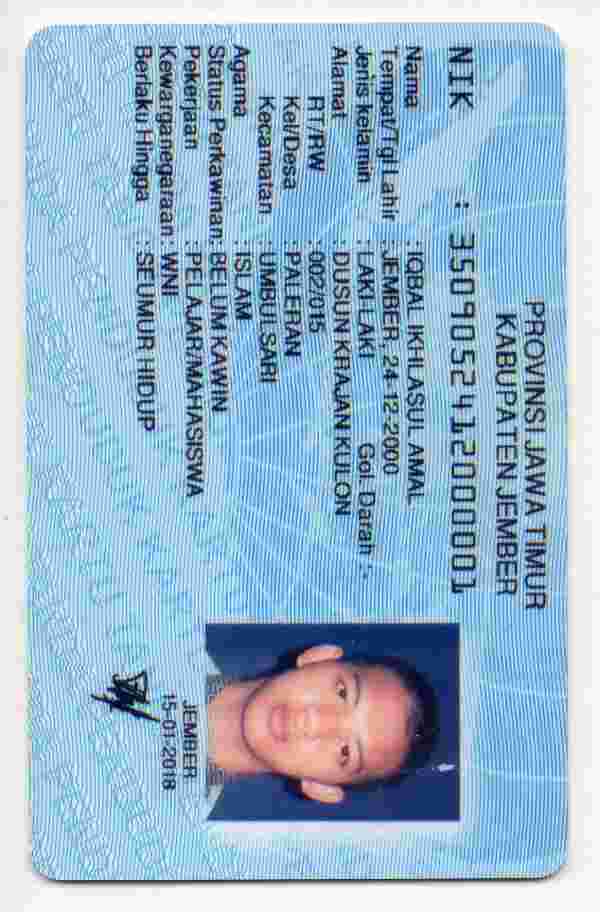 PROVINSI JAWA TIMUR
KABUPATEN JEMBER
NIK : 3509052412000001
Nama : IQBAL IKHLASUL AMAL
Tempat/Tgl Lahir : JEMBER, 24-12-2000
Jenis kelamin : LAKI-LAKI Gol. Darah :-
Alamat : DUSUN KRAJAN KULON
RT/RW : 002/015
Kel/Desa : PALERAN
Kecamatan : UMBULSARI
Agama : ISLAM
Status Perkawinan: BELUM KAWIN
Pekerjaan : PELAJAR/MAHASISWA
Kewarganegaraan: WNI
Berlaku Hingga : SEUMUR HIDUP
JEMBER
15-01-2018